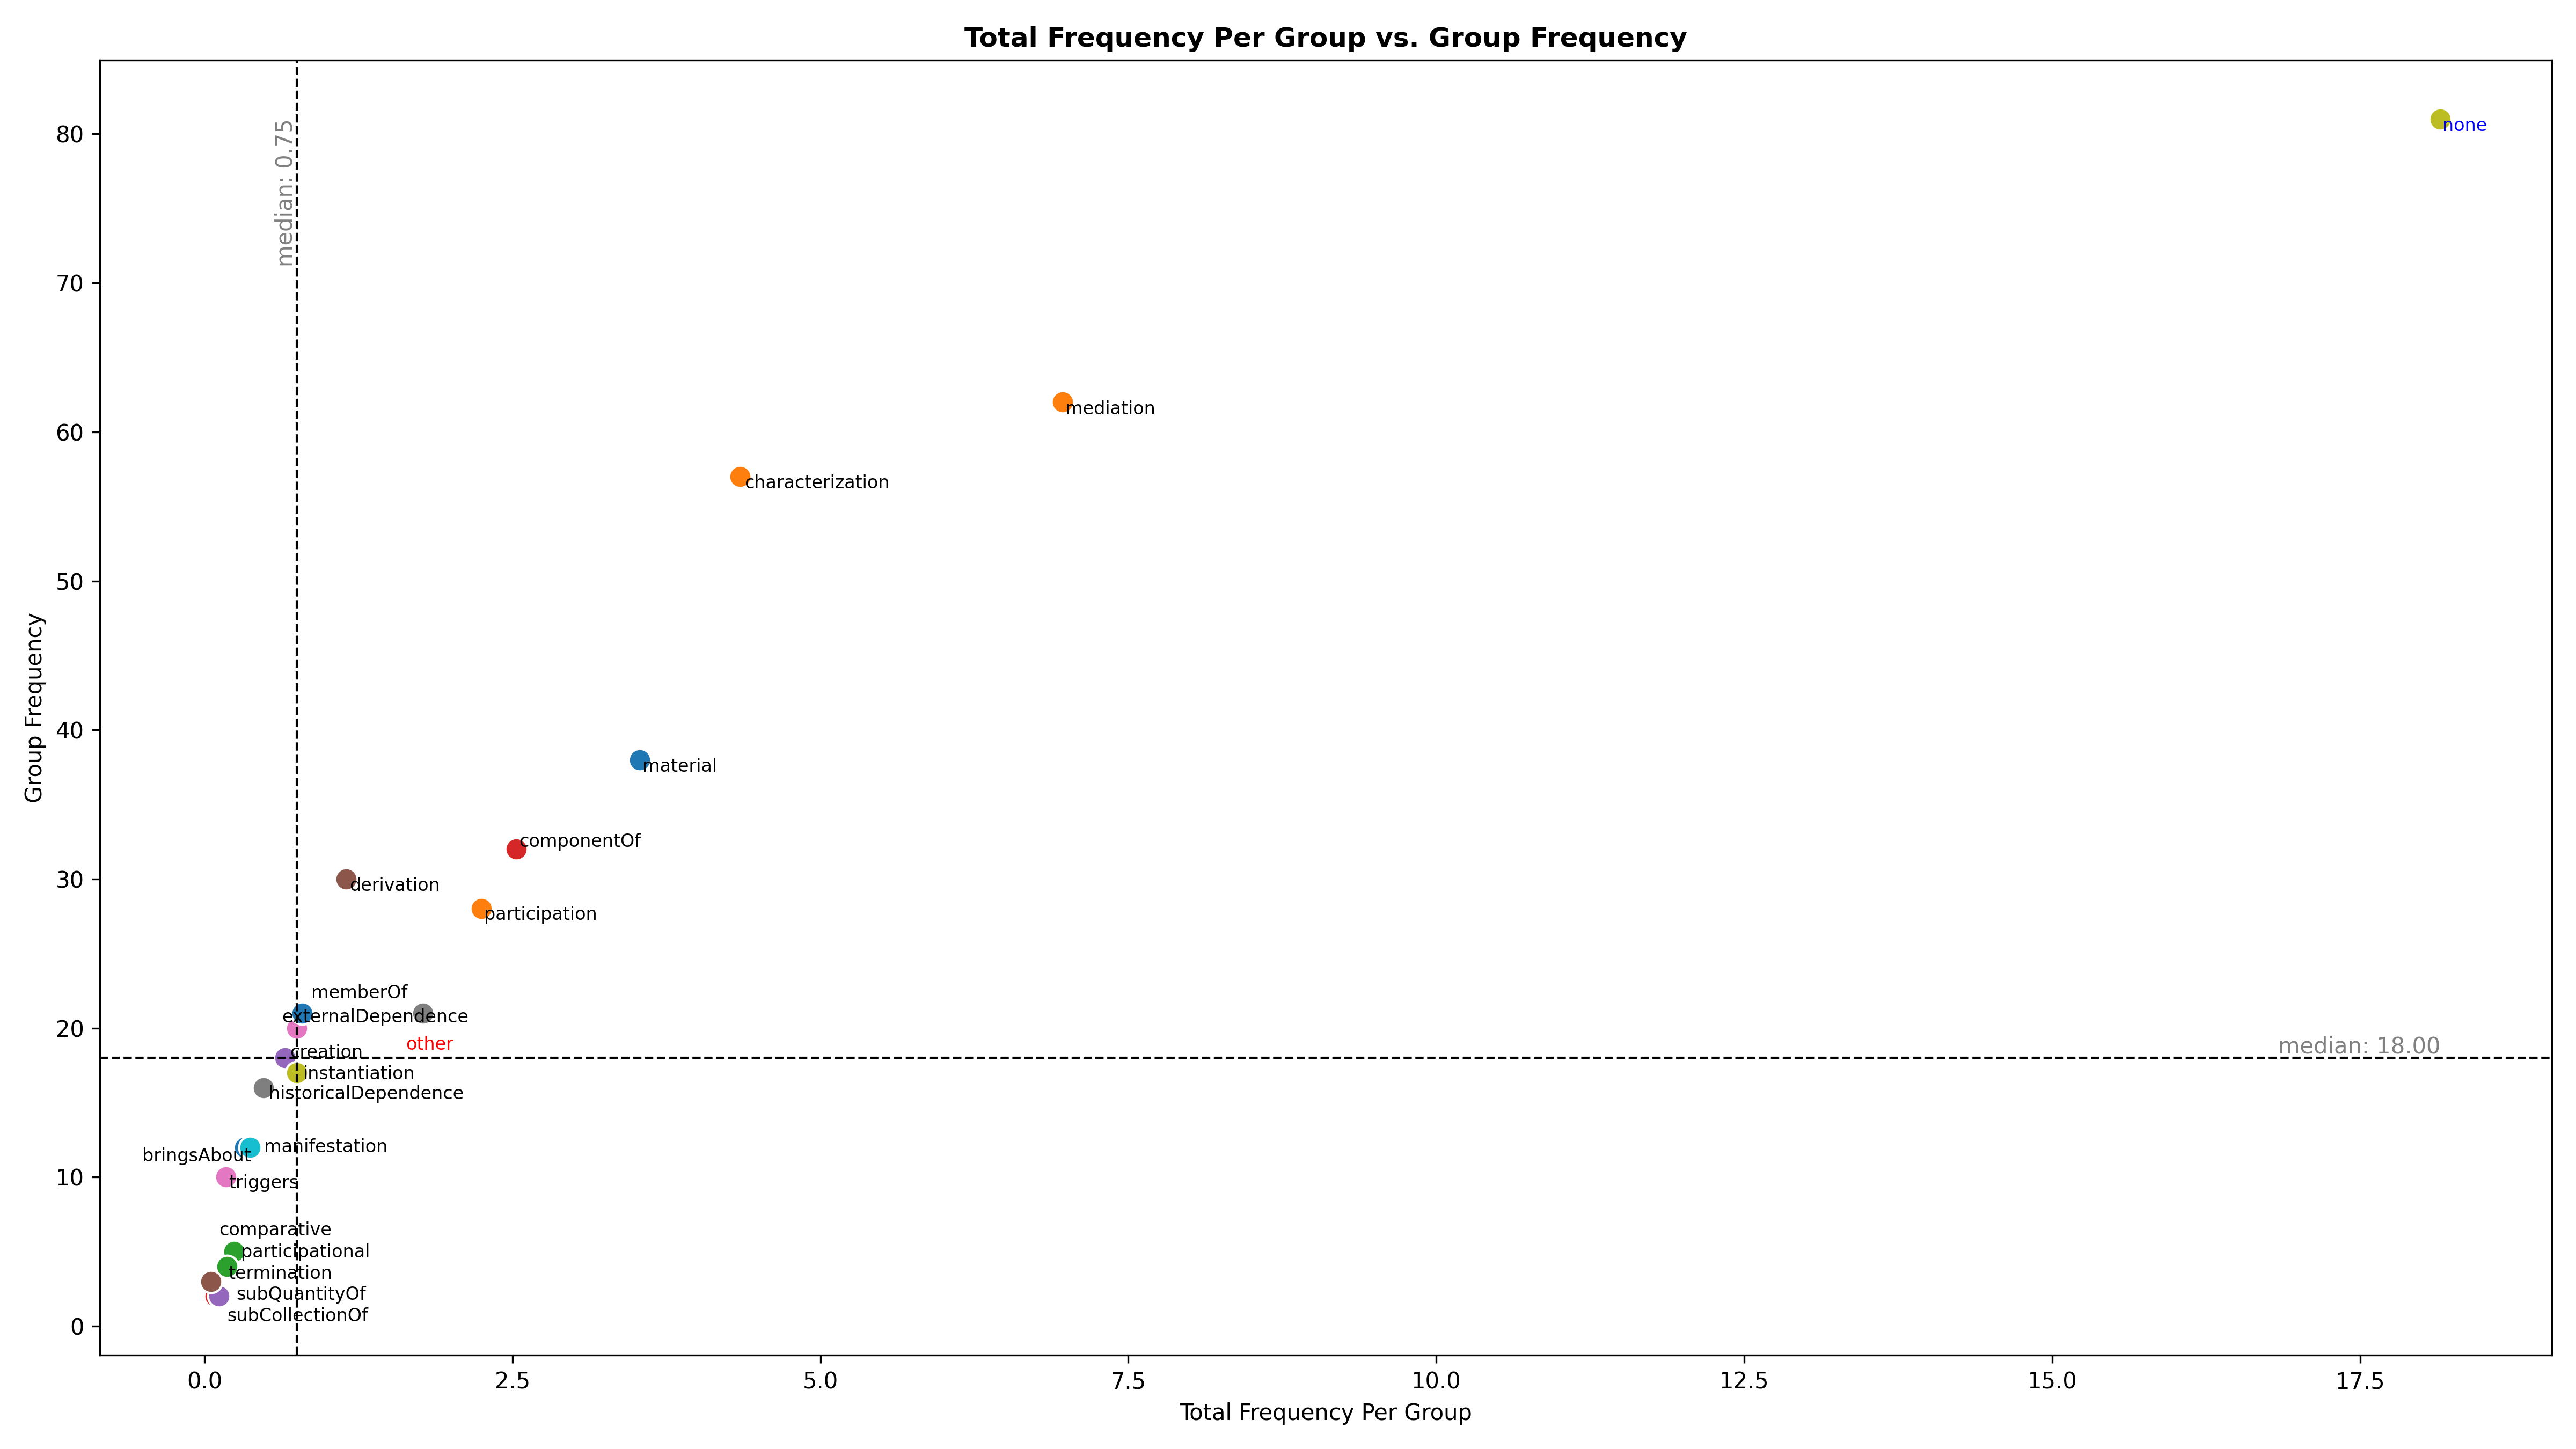 Total Frequency Per Group vs. Group Frequency
median: 0.75
80
none
70
mediation
60
characterization
50
Group Frequency
40
material
componentOf
30
derivation
participation
memberOf
externalDependence
20
other
median: 18.00
creation
instantiation
historicalDependence
manifestation
bringsAbout
10
triggers
comparative
participational
termination
subQuantityOf
subCollectionOf
0
0.0 2.5 5.0 7.5 10.0 12.5 15.0 17.5
Total Frequency Per Group